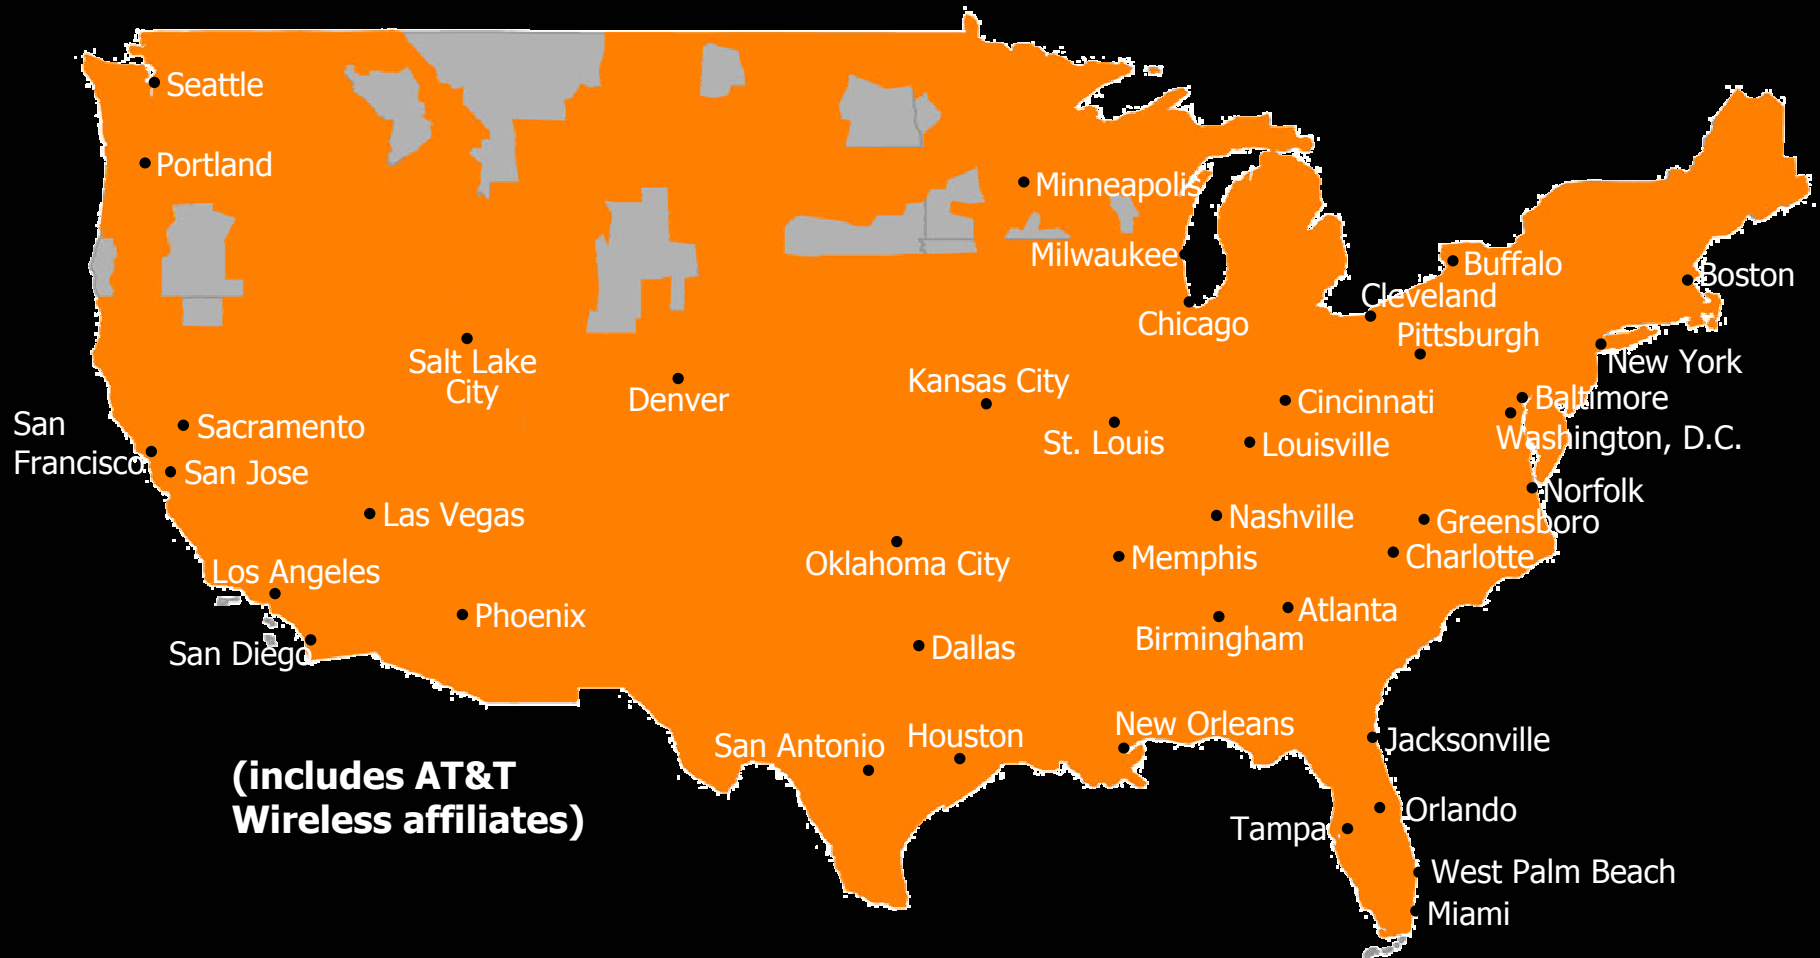 Seattle
Portland
Minneapolis
Milwaukee
Buffalo
Boston
Cleveland
Chicago
Pittsburgh
New York
Salt Lake
City
Denver
Kansas City
Cincinnati
Baltimore
San
Francisco
Sacramento
St. Louis
Louisville
Washington, D.C.
San Jose
Norfolk
Las Vegas
Nashville
Greensboro
Oklahoma City
Memphis
Charlotte
Los Angeles
Phoenix
Atlanta
Birmingham
San Diego
Dallas
New Orleans
San Antonio
Houston
Jacksonville
(includes AT&T
Wireless affiliates)
Orlando
Tampa
West Palm Beach
Miami